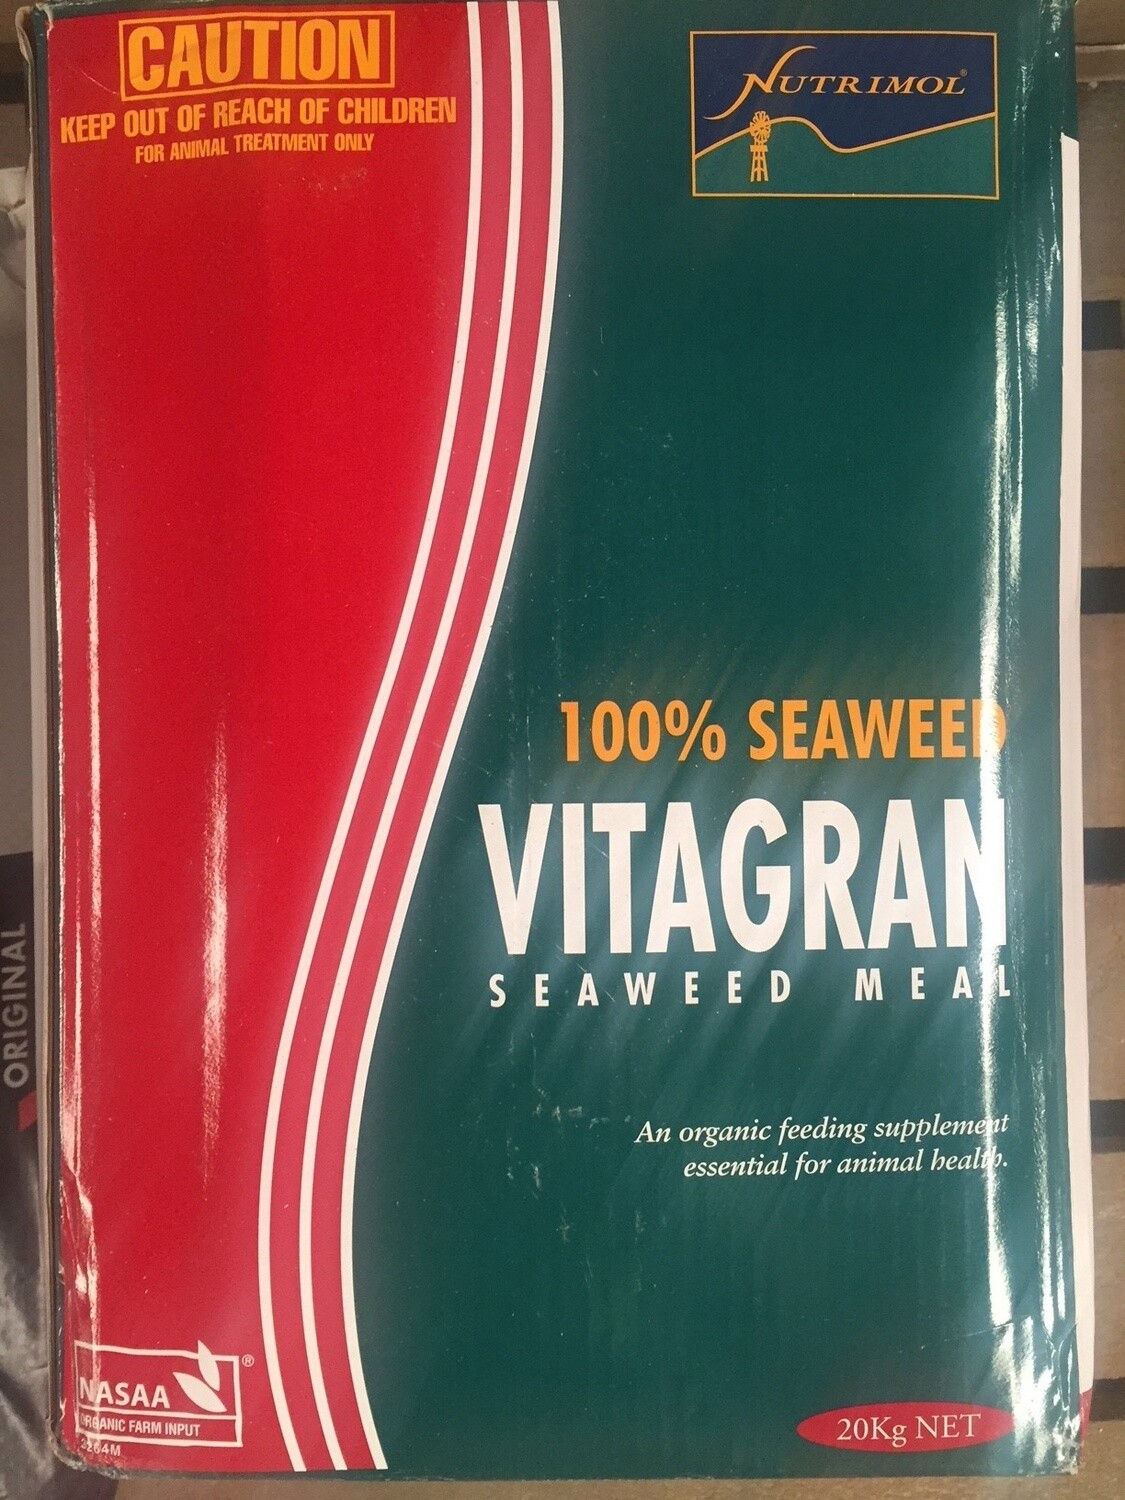 CAUTION
KEEP OUT OF REACH OF CHILDREN
FOR ANIMAL TREATMENT ONLY
NUTRIMOL®
100% SEAWEED
VITAGRAN
SEAWEED MEAL
An organic feeding supplement
essential for animal health.
NASAA ®
ORGANIC FARM INPUT
20Kg NET
ORIGINAL